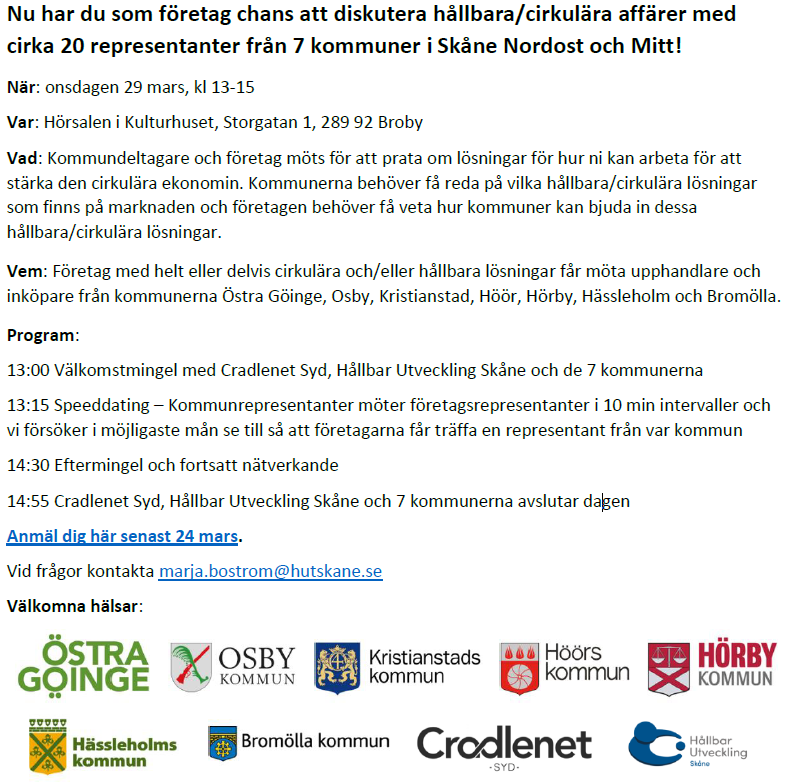 Nu har du som företag chans att diskutera hållbara/cirkulära affärer med
cirka 20 representanter från 7 kommuner i Skåne Nordost och Mitt!
När: onsdagen 29 mars, kl 13-15
Var: Hörsalen i Kulturhuset, Storgatan 1, 289 92 Broby
Vad: Kommundeltagare och företag möts för att prata om lösningar för hur ni kan arbeta för att
stärka den cirkulära ekonomin. Kommunerna behöver få reda på vilka hållbara/cirkulära lösningar
som finns på marknaden och företagen behöver få veta hur kommuner kan bjuda in dessa
hållbara/cirkulära lösningar.
Vem: Företag med helt eller delvis cirkulära och/eller hållbara lösningar får möta upphandlare och
inköpare från kommunerna Östra Göinge, Osby, Kristianstad, Höör, Hörby, Hässleholm och Bromölla.
Program:
13:00 Välkomstmingel med Cradlenet Syd, Hållbar Utveckling Skåne och de 7 kommunerna
13:15 Speeddating – Kommunrepresentanter möter företagsrepresentanter i 10 min intervaller och
vi försöker i möjligaste mån se till så att företagarna får träffa en representant från var kommun
14:30 Eftermingel och fortsatt nätverkande
14:55 Cradlenet Syd, Hållbar Utveckling Skåne och 7 kommunerna avslutar dagen
Anmäl dig här senast 24 mars.
Vid frågor kontakta marja.bostrom@hutskane.se
Välkomna hälsar:
ÖSTRA
GÖINGE
OSBY
KOMMUN
Kristianstads
kommun
Höörs
kommun
HÖRBY
KOMMUN
Hässleholms
kommun
Bromölla kommun
Cradlenet
-SYD-
Hållbar
Utveckling
Skåne